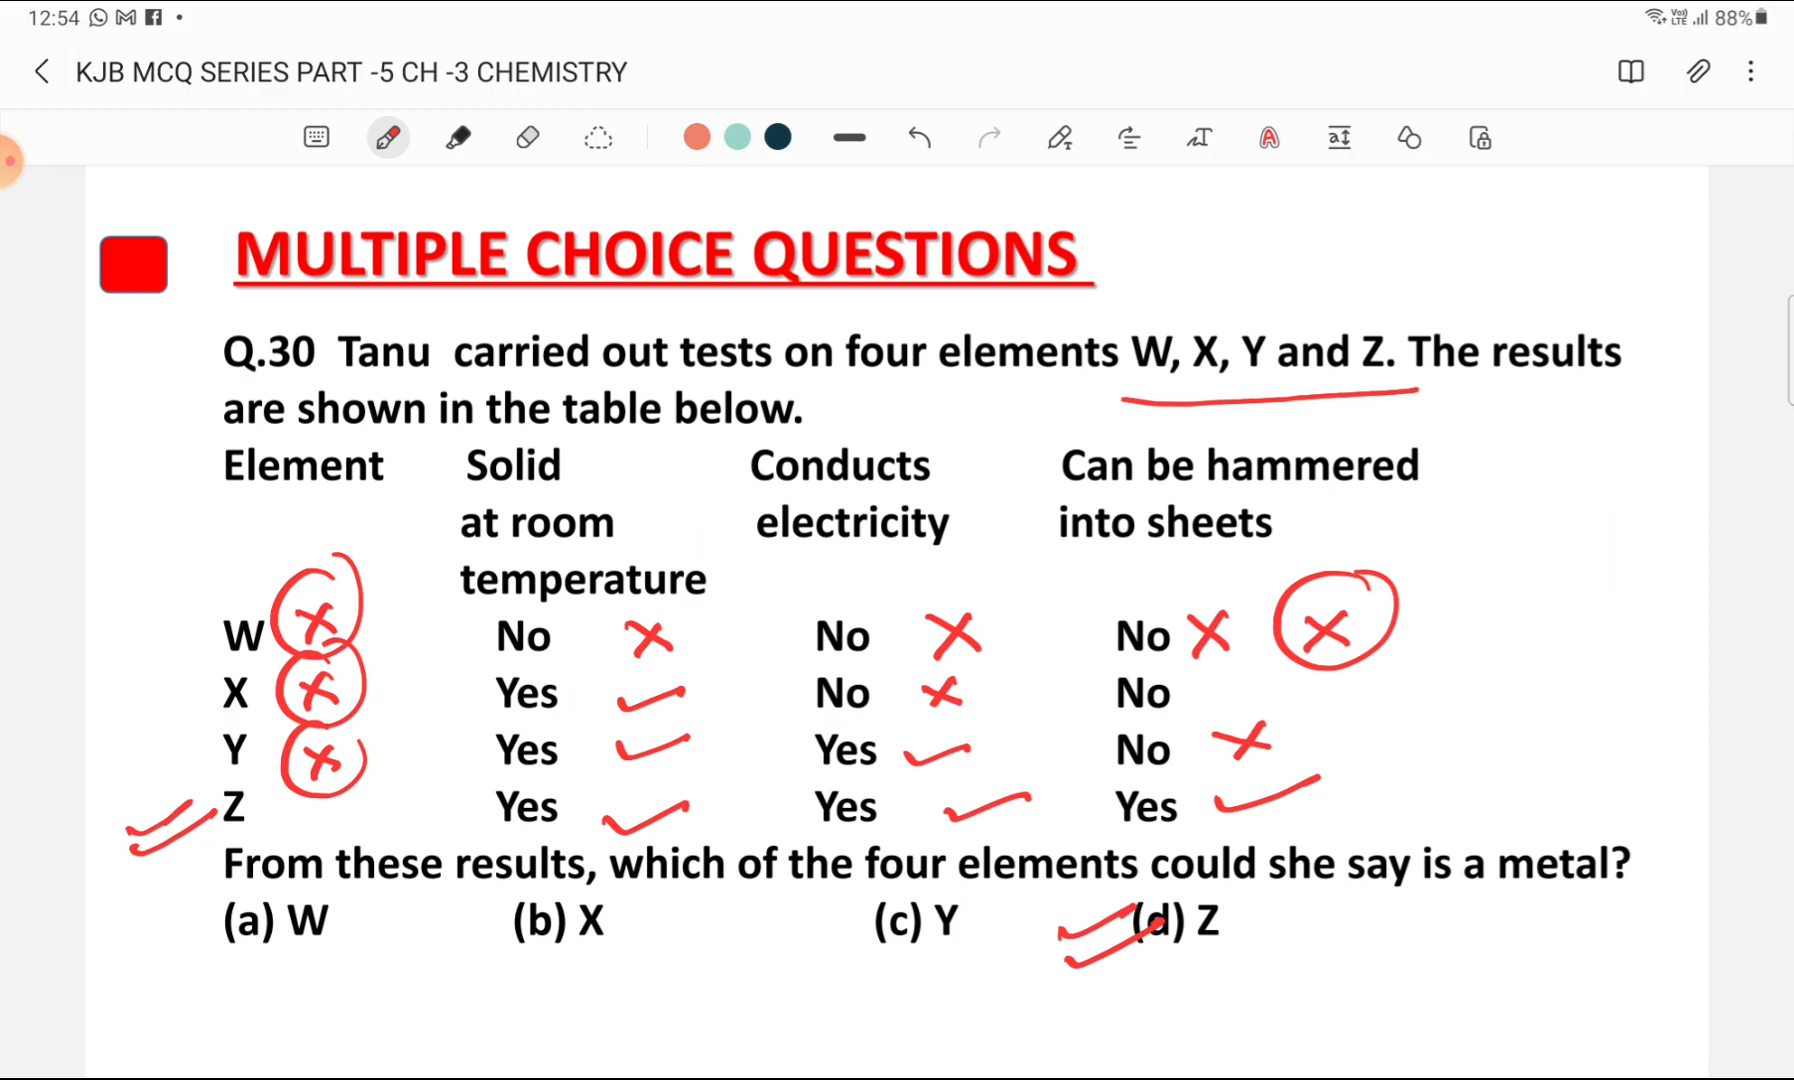 12:54
88%
KJB MCQ SERIES PART -5 CH -3 CHEMISTRY
MULTIPLE CHOICE QUESTIONS
Q.30 Tanu carried out tests on four elements W, X, Y and Z. The results
are shown in the table below.
Element Solid Conducts Can be hammered
at room electricity into sheets
temperature
W No No No
X Yes No No
Y Yes Yes No
Z Yes Yes Yes
From these results, which of the four elements could she say is a metal?
(a) W (b) X (c) Y (d) Z